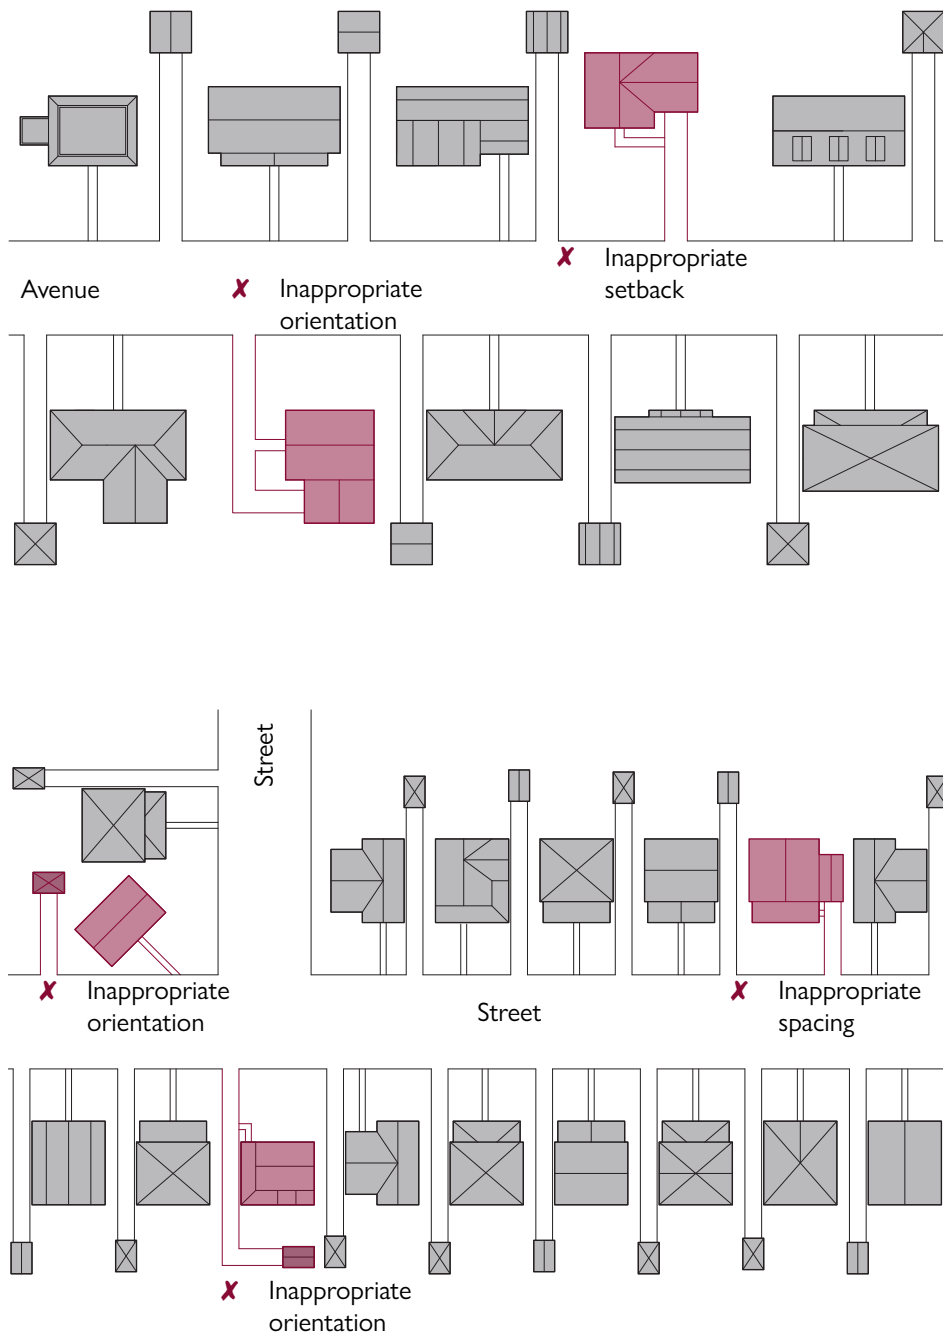 ✘ Inappropriate
setback
Avenue
✘ Inappropriate
orientation
Street
✘ Inappropriate
orientation
Street
✘ Inappropriate
spacing
✘ Inappropriate
orientation